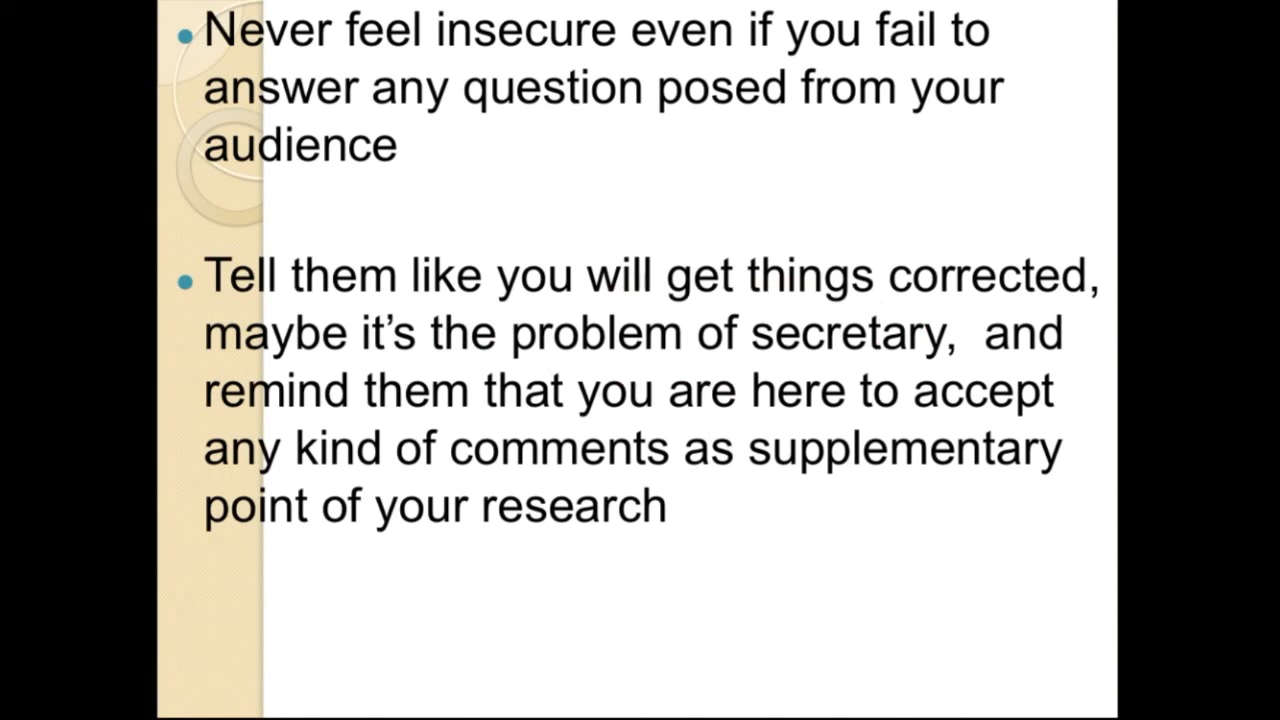 Never feel insecure even if you fail to
answer any question posed from your
audience
Tell them like you will get things corrected,
maybe it’s the problem of secretary,  and
remind them that you are here to accept
any kind of comments as supplementary
point of your research